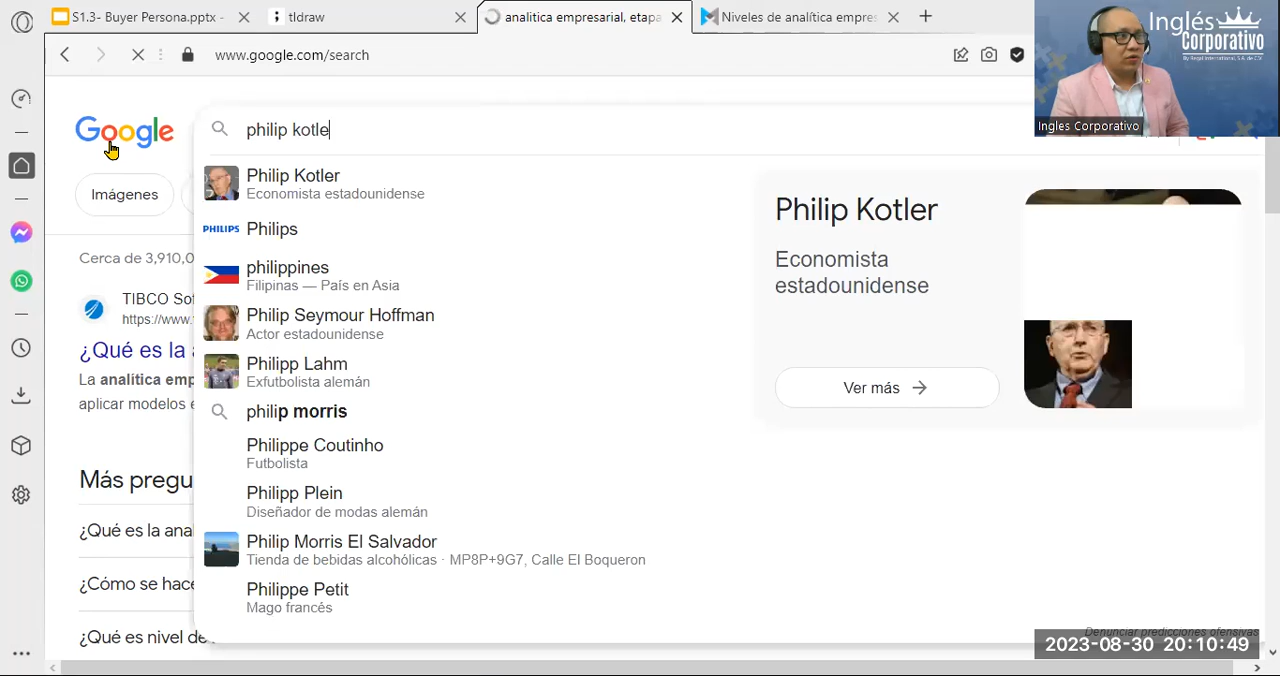 S1.3- Buyer Persona.pptx -
tldraw
analitica empresarial, etapa
Niveles de analítica empres
www.google.com/search
Inglés
Corporativo
By Regal International, S.A. de C.V.
Ingles Corporativo
Google
philip kotle
Imágenes
Philip Kotler
Economista estadounidense
Philips
PHILIPS
philippines
Filipinas — País en Asia
Philip Seymour Hoffman
Actor estadounidense
Philipp Lahm
Exfutbolista alemán
philip morris
Philippe Coutinho
Futbolista
Philipp Plein
Diseñador de modas alemán
Philip Morris El Salvador
Tienda de bebidas alcohólicas · MP8P+9G7, Calle El Boqueron
Philippe Petit
Mago francés
Philip Kotler
Economista
estadounidense
Ver más →
Cerca de 3,910,0
TIBCO Sof
https://www.
¿Qué es la a
La analítica emp
aplicar modelos e
Más pregu
¿Qué es la anal
¿Cómo se hace
¿Qué es nivel de
Denunciar predicciones ofensivas
2023-08-30 20:10:49